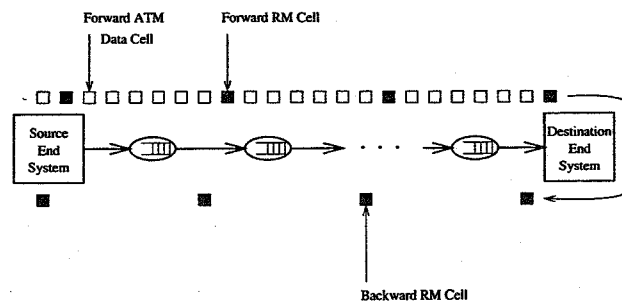 Forward ATM
Data Cell
Forward RM Cell
Source
End
System
Destination
End
System
Backward RM Cell